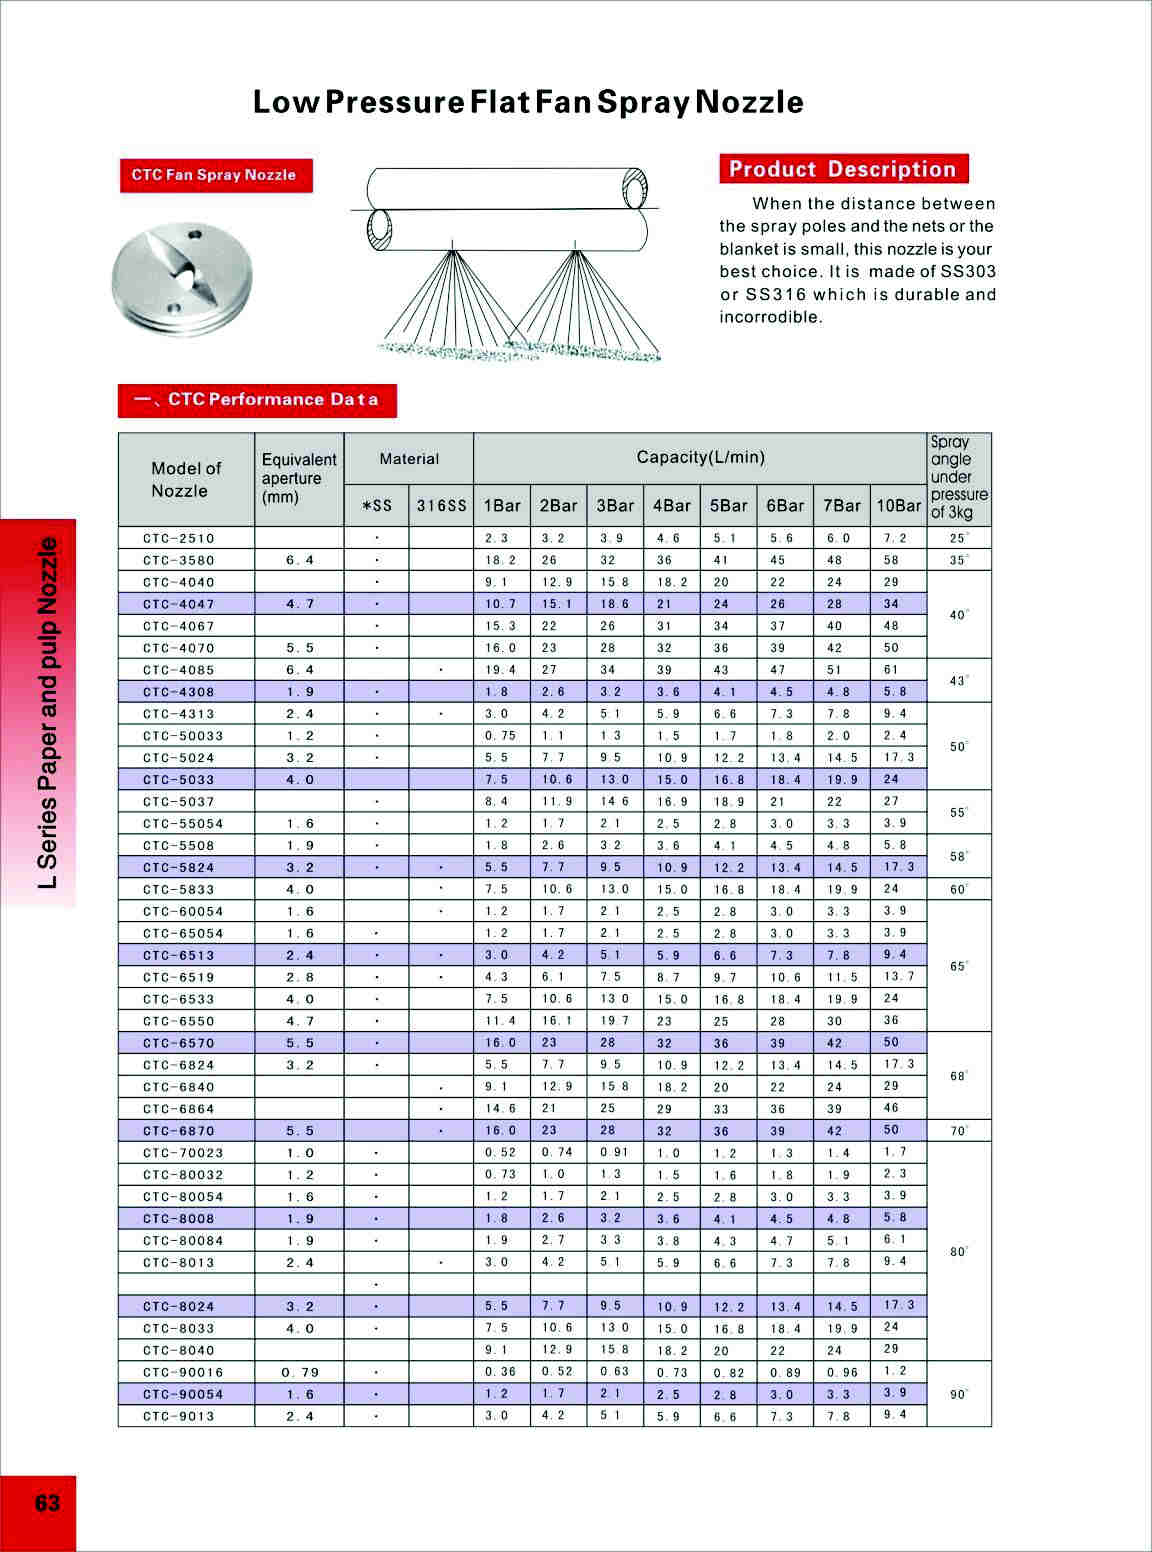 Low Pressure Flat Fan Spray Nozzle
CTC Fan Spray Nozzle
Product Description
When the distance between
the spray poles and the nets or the
blanket is small, this nozzle is your
best choice. It is made of SS303
or SS316 which is durable and
incorrodible.
一、CTC Performance Data
Model of Nozzle Equivalent aperture (mm) Material Capacity(L/min) Spray angle under pressure of 3kg
*SS 316SS 1Bar 2Bar 3Bar 4Bar 5Bar 6Bar 7Bar 10Bar
CTC-2510 · 2.3 3.2 3.9 4.6 5.1 5.6 6.0 7.2 25°
CTC-3580 6.4 · 18.2 26 32 36 41 45 48 58 35°
CTC-4040 · 9.1 12.9 15 8 18.2 20 22 24 29
CTC-4047 4.7 · 10.7 15.1 18.6 21 24 26 28 34
40°
CTC-4067 · 15.3 22 26 31 34 37 40 48
CTC-4070 5.5 · 16.0 23 28 32 36 39 42 50
CTC-4085 6.4 · 19.4 27 34 39 43 47 51 61
43°
CTC-4308 1.9 · 1.8 2.6 3.2 3.6 4.1 4.5 4.8 5.8
CTC-4313 2.4 · · 3.0 4.2 5 1 5.9 6.6 7.3 7.8 9.4
CTC-50033 1.2 · 0.75 1.1 1 3 1.5 1.7 1.8 2.0 2.4
50°
CTC-5024 3.2 · 5.5 7.7 9 5 10.9 12.2 13.4 14.5 17.3
CTC-5033 4.0 7.5 10.6 13.0 15.0 16.8 18.4 19.9 24
CTC-5037 · 8.4 11.9 14 6 16.9 18.9 21 22 27
55°
CTC-55054 1.6 · 1.2 1.7 2 1 2.5 2.8 3.0 3.3 3.9
CTC-5508 1.9 · 1.8 2.6 3 2 3.6 4.1 4.5 4.8 5.8
58°
CTC-5824 3.2 · · 5.5 7.7 9.5 10.9 12.2 13.4 14.5 17.3
CTC-5833 4.0 · 7.5 10.6 13.0 15.0 16.8 18.4 19.9 24 60°
CTC-60054 1.6 · 1.2 1.7 2 1 2.5 2.8 3.0 3.3 3.9
CTC-65054 1.6 · 1.2 1.7 2.1 2.5 2.8 3.0 3.3 3.9
CTC-6513 2.4 · · 3.0 4.2 5.1 5.9 6.6 7.3 7.8 9.4
65°
CTC-6519 2.8 · · 4.3 6.1 7.5 8.7 9.7 10.6 11.5 13.7
CTC-6533 4.0 · 7.5 10.6 13 0 15.0 16.8 18.4 19.9 24
CTC-6550 4.7 · 11.4 16.1 19.7 23 25 28 30 36
CTC-6570 5.5 · 16.0 23 28 32 36 39 42 50
CTC-6824 3.2 · 5.5 7.7 9.5 10.9 12.2 13.4 14.5 17.3
68°
CTC-6840 · 9.1 12.9 15 8 18.2 20 22 24 29
CTC-6864 · 14.6 21 25 29 33 36 39 46
CTC-6870 5.5 · 16.0 23 28 32 36 39 42 50 70°
CTC-70023 1.0 · 0.52 0.74 0 91 1.0 1.2 1.3 1.4 1.7
CTC-80032 1.2 · 0.73 1.0 1.3 1.5 1.6 1.8 1.9 2.3
CTC-80054 1.6 · 1.2 1.7 2 1 2.5 2.8 3.0 3.3 3.9
CTC-8008 1.9 · 1.8 2.6 3.2 3.6 4.1 4.5 4.8 5.8
CTC-80084 1.9 · 1.9 2.7 3 3 3.8 4.3 4.7 5.1 6.1
80°
CTC-8013 2.4 · 3.0 4.2 5.1 5.9 6.6 7.3 7.8 9.4
·
CTC-8024 3.2 · 5.5 7.7 9.5 10.9 12.2 13.4 14.5 17.3
CTC-8033 4.0 · 7.5 10.6 13 0 15.0 16.8 18.4 19.9 24
CTC-8040 9.1 12.9 15.8 18.2 20 22 24 29
CTC-90016 0.79 · 0.36 0.52 0.63 0.73 0.82 0.89 0.96 1.2
CTC-90054 1.6 · 1.2 1.7 2.1 2.5 2.8 3.0 3.3 3.9 90°
CTC-9013 2.4 · 3.0 4.2 5 1 5.9 6.6 7.3 7.8 9.4
L Series Paper and pulp Nozzle
63